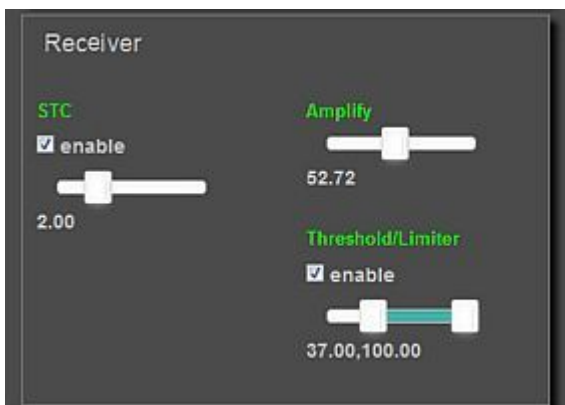 Receiver
STC
enable
2.00
Amplify
52.72
Threshold/Limiter
enable
37.00,100.00